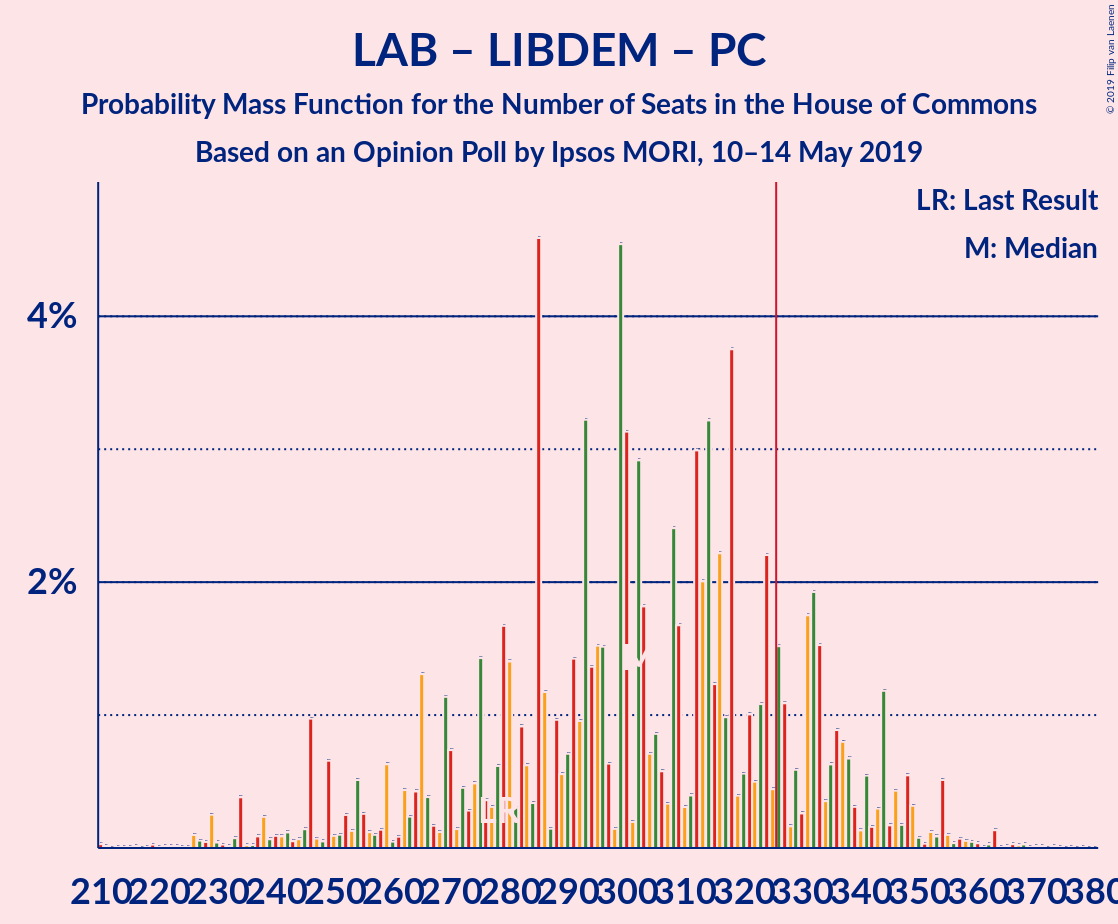 LAB – LIBDEM – PC
Probability Mass Function for the Number of Seats in the House of Commons
Based on an Opinion Poll by Ipsos MORI, 10–14 May 2019
© 2019 Filip van Laenen
LR: Last Result
M: Median
4%
2%
LR
M
210 220 230 240 250 260 270 280 290 300 310 320 330 340 350 360 370 380